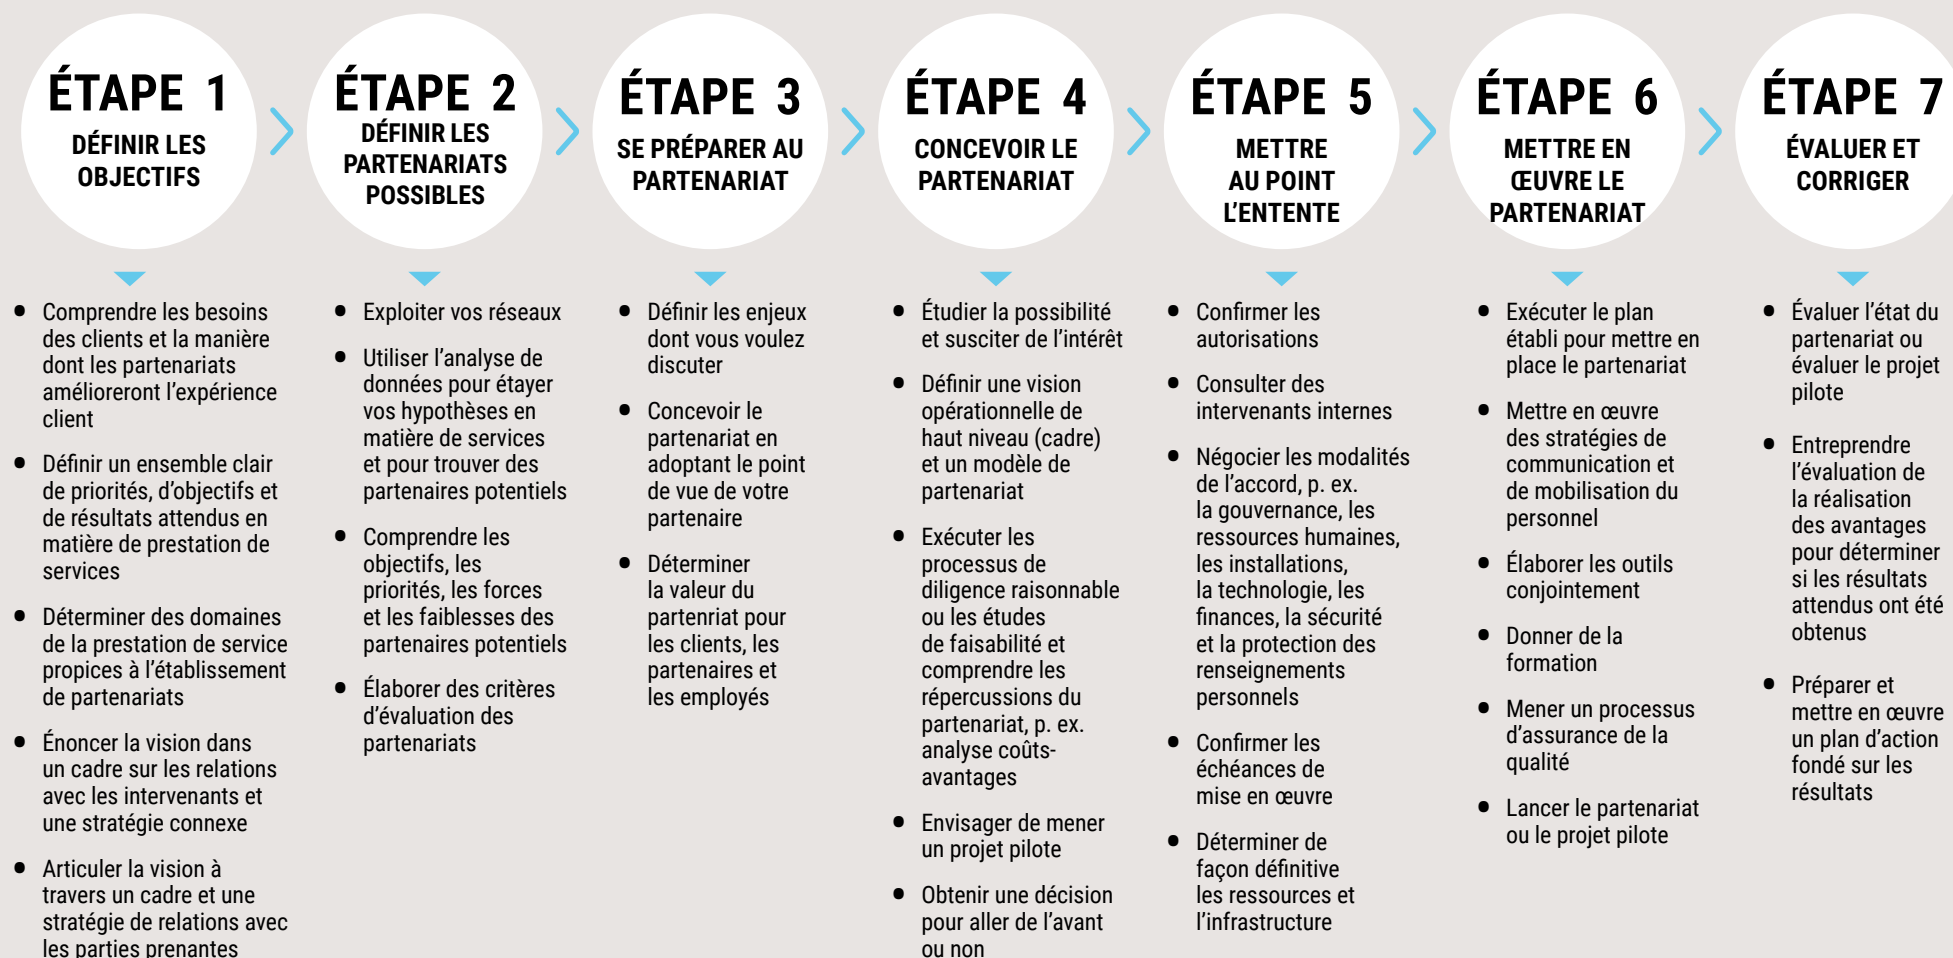 ÉTAPE 1
DÉFINIR LES
OBJECTIFS
• Comprendre les besoins
des clients et la manière
dont les partenariats
amélioreront l'expérience
client
• Définir un ensemble clair
de priorités, d'objectifs et
de résultats attendus en
matière de prestation de
services
• Déterminer des domaines
de la prestation de service
propices à l'établissement
de partenariats
• Énoncer la vision dans
un cadre sur les relations
avec les intervenants et
une stratégie connexe
• Articuler la vision à
travers un cadre et une
stratégie de relations avec
les parties prenantes
ÉTAPE 2
DÉFINIR LES
PARTENARIATS
POSSIBLES
• Exploiter vos réseaux
• Utiliser l'analyse de
données pour étayer
vos hypothèses en
matière de services
et pour trouver des
partenaires potentiels
• Comprendre les
objectifs, les
priorités, les forces
et les faiblesses des
partenaires potentiels
• Élaborer des critères
d'évaluation des
partenariats
ÉTAPE 3
SE PRÉPARER AU
PARTENARIAT
• Définir les enjeux
dont vous voulez
discuter
• Concevoir le
partenariat en
adoptant le point
de vue de votre
partenaire
• Déterminer
la valeur du
partenriat pour
les clients, les
partenaires et
les employés
ÉTAPE 4
CONCEVOIR LE
PARTENARIAT
• Étudier la possibilité
et susciter de l'intérêt
• Définir une vision
opérationnelle de
haut niveau (cadre)
et un modèle de
partenariat
• Exécuter les
processus de
diligence raisonnable
ou les études
de faisabilité et
comprendre les
répercussions du
partenariat, p. ex.
analyse coûts-
avantages
• Envisager de mener
un projet pilote
• Obtenir une décision
pour aller de l'avant
ou non
ÉTAPE 5
METTRE
AU POINT
L'ENTENTE
• Confirmer les
autorisations
• Consulter des
intervenants internes
• Négocier les modalités
de l'accord, p. ex.
la gouvernance, les
ressources humaines,
les installations,
la technologie, les
finances, la sécurité
et la protection des
renseignements
personnels
• Confirmer les
échéances de
mise en œuvre
• Déterminer de
façon définitive
les ressources et
l'infrastructure
ÉTAPE 6
METTRE EN
ŒUVRE LE
PARTENARIAT
• Exécuter le plan
établi pour mettre en
place le partenariat
• Mettre en œuvre
des stratégies de
communication et
de mobilisation du
personnel
• Élaborer les outils
conjointement
• Donner de la
formation
• Mener un processus
d'assurance de la
qualité
• Lancer le partenariat
ou le projet pilote
ÉTAPE 7
ÉVALUER ET
CORRIGER
• Évaluer l'état du
partenariat ou
évaluer le projet
pilote
• Entreprendre
l'évaluation de
la réalisation
des avantages
pour déterminer
si les résultats
attendus ont été
obtenus
• Préparer et
mettre en œuvre
un plan d'action
fondé sur les
résultats